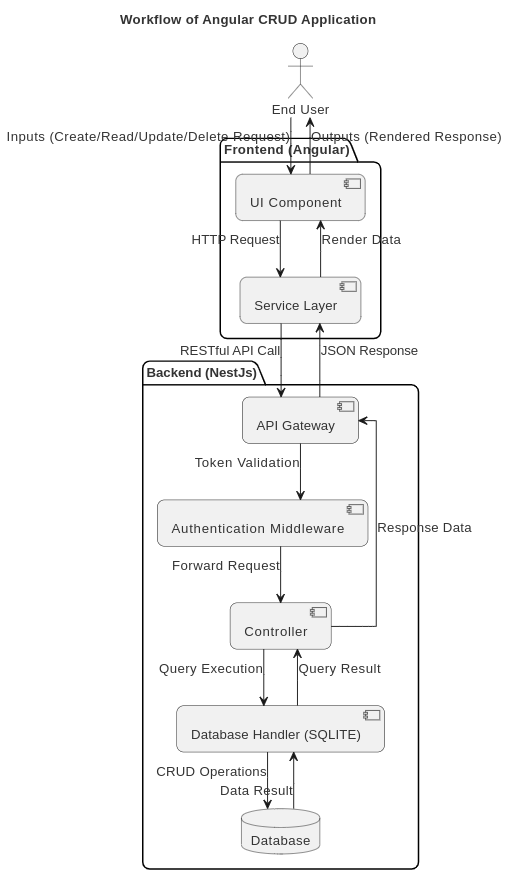 Workflow of Angular CRUD Application
End User
Inputs (Create/Read/Update/Delete Request)
Outputs (Rendered Response)
Frontend (Angular)
UI Component
HTTP Request
Render Data
Service Layer
RESTful API Call
JSON Response
Backend (NestJs)
API Gateway
Token Validation
Authentication Middleware
Response Data
Forward Request
Controller
Query Execution
Query Result
Database Handler (SQLITE)
CRUD Operations
Data Result
Database